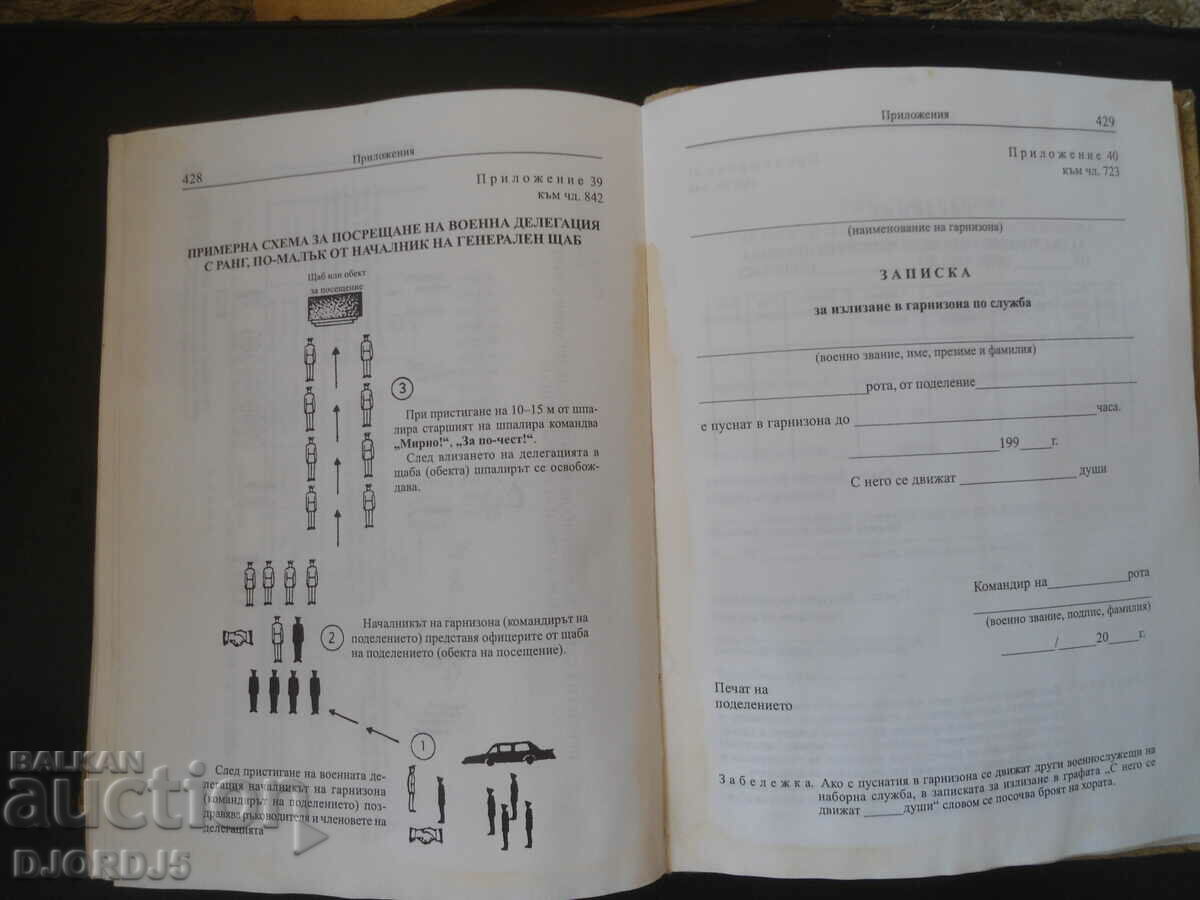 428
Приложения
Приложение 39
към чл. 842
ПРИМЕРНА СХЕМА ЗА ПОСРЕЩАНЕ НА ВОЕННА ДЕЛЕГАЦИЯ
С РАНГ, ПО-МАЛЪК ОТ НАЧАЛНИК НА ГЕНЕРАЛЕН ЩАБ
Щаб или обект
за посещение
3
При пристигане на 10–15 м от шпа-
лира старшият на шпалира командва
„Мирно!“, „За по-чест!“.
След влизането на делегацията в
щаба (обекта) шпалирът се освобож-
дава.
2
Началникът на гарнизона (командирът на
поделението) представя офицерите от щаба
на поделението (обекта на посещение).
1
След пристигане на военната де-
легация началникът на гарнизона
(командирът на поделението) поз-
дравява ръководителя и членовете на
делегацията
Приложения
429
Приложение 40
към чл. 723
(наименование на гарнизона)
ЗАПИСКА
за излизане в гарнизона по служба
(военно звание, име, презиме и фамилия)
рота, от поделение
е пуснат в гарнизона до часа.
199 г.
С него се движат души
Командир на рота
(военно звание, подпис, фамилия)
/ /20 г.
Печат на
поделението
Забележка. Ако с пуснатия в гарнизона се движат други военнослужещи на
наборна служба, в записката за излизане в графата „С него се
движат души“ словом се посочва броят на хората.
BALKAN
auction
DJORDJ5